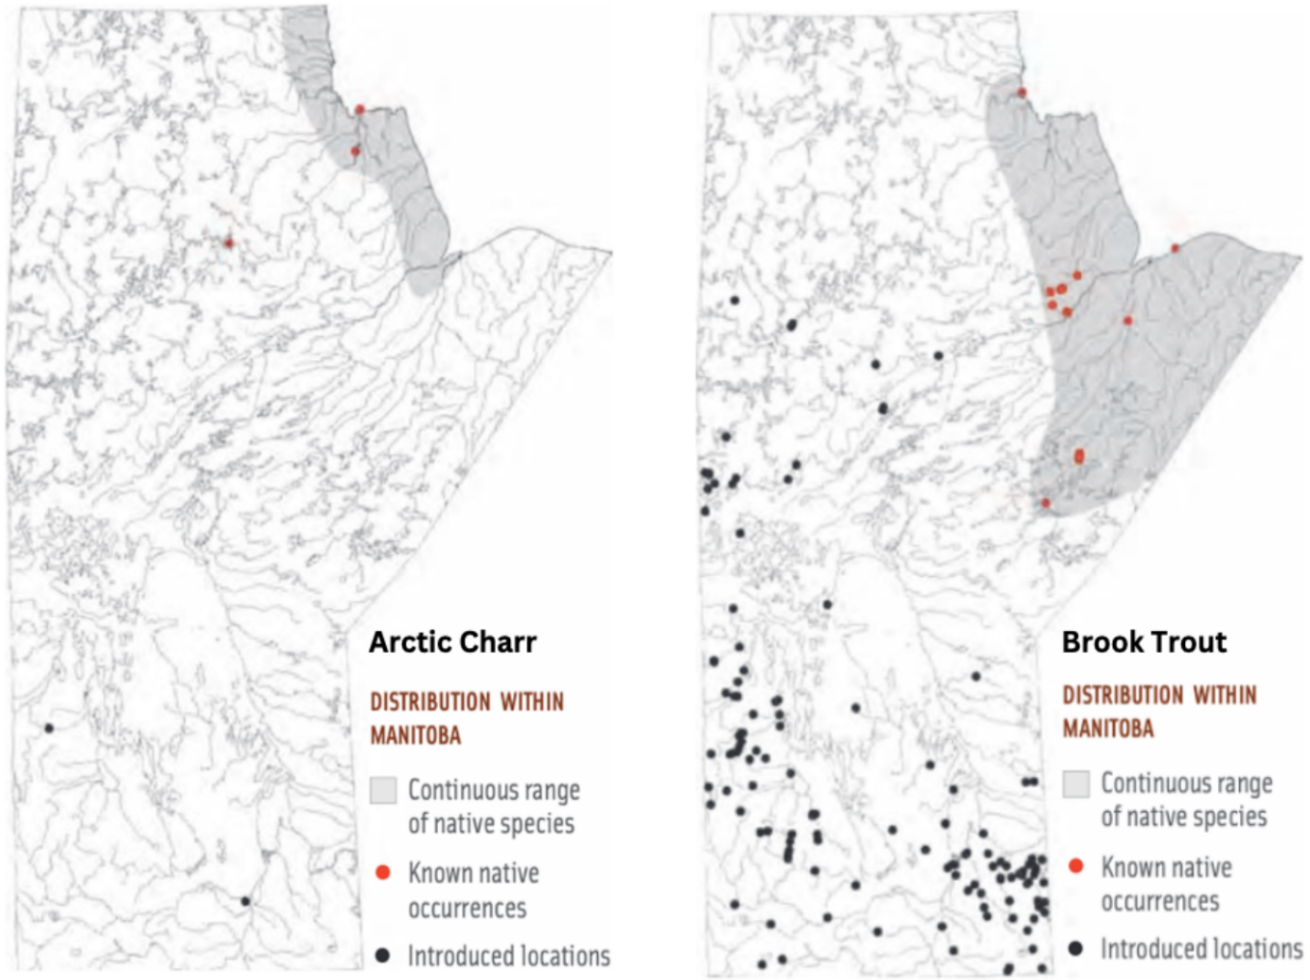 Arctic Charr
DISTRIBUTION WITHIN
MANITOBA
Continuous range
of native species
Known native
occurrences
Introduced locations
Brook Trout
DISTRIBUTION WITHIN
MANITOBA
Continuous range
of native species
Known native
occurrences
Introduced locations